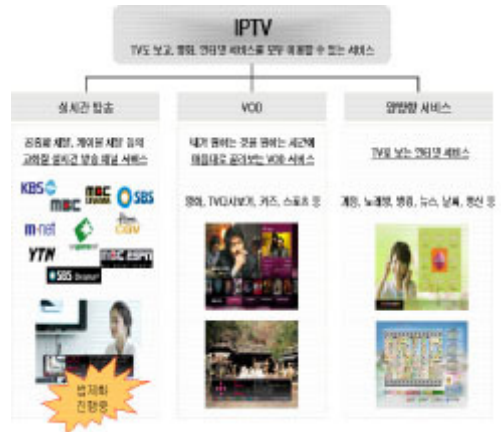 IPTV
TV도 보고, 영화, 인터넷 서비스를 모두 이용할 수 있는 서비스
실시간 방송
공중파 채널, 케이블 채널 등의
고화질 실시간 방송 채널 서비스
KBS
MBC
MBC
SBS
m·net
CGV
YTN
MBC ESPN
SBS
법제화
진행중
VOD
내가 원하는 것을 원하는 시간에
마음대로 골라보는 VOD 서비스
영화, TV다시보기, 키즈, 스포츠 등
양방향 서비스
TV로 보는 인터넷 서비스
게임, 노래방, 뱅킹, 뉴스, 날씨, 증권 등